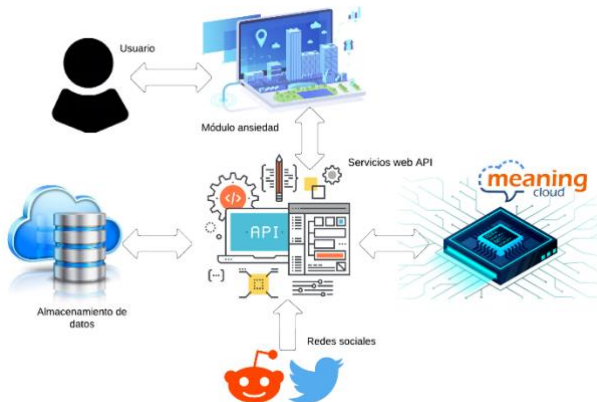 Usuario
Módulo ansiedad
Servicios web API
meaning
cloud
</>
API
{...}
Almacenamiento de
datos
Redes sociales